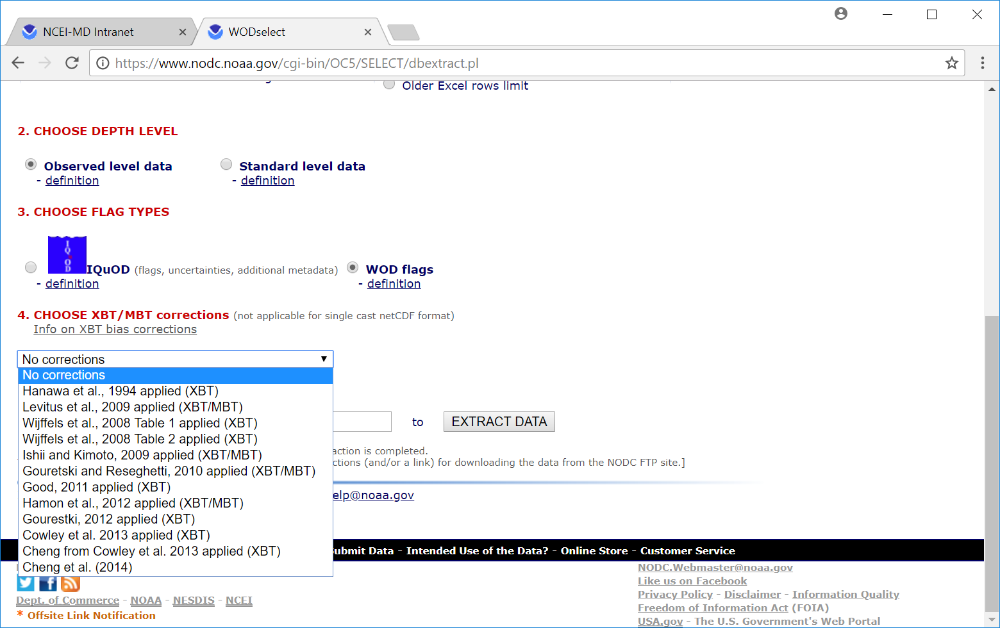 NCEI-MD Intranet
WODselect
https://www.nodc.noaa.gov/cgi-bin/OC5/SELECT/dbextract.pl
Older Excel rows limit
2. CHOOSE DEPTH LEVEL
Observed level data Standard level data
- definition - definition
3. CHOOSE FLAG TYPES
IQuOD
IQuOD (flags, uncertainties, additional metadata) WOD flags
- definition - definition
4. CHOOSE XBT/MBT corrections (not applicable for single cast netCDF format)
Info on XBT bias corrections
No corrections
No corrections
Hanawa et al., 1994 applied (XBT)
Levitus et al., 2009 applied (XBT/MBT)
Wijffels et al., 2008 Table 1 applied (XBT)
Wijffels et al., 2008 Table 2 applied (XBT)
Ishii and Kimoto, 2009 applied (XBT/MBT)
Gouretski and Reseghetti, 2010 applied (XBT/MBT)
Good, 2011 applied (XBT)
Hamon et al., 2012 applied (XBT/MBT)
Gourestki, 2012 applied (XBT)
Cowley et al. 2013 applied (XBT)
Cheng from Cowley et al. 2013 applied (XBT)
Cheng et al. (2014)
to EXTRACT DATA
action is completed.
ctions (and/or a link) for downloading the data from the NODC FTP site.]
elp@noaa.gov
ubmit Data - Intended Use of the Data? - Online Store - Customer Service
NODC.Webmaster@noaa.gov
Like us on Facebook
Privacy Policy - Disclaimer - Information Quality
Freedom of Information Act (FOIA)
USA.gov - The U.S. Government's Web Portal
Dept. of Commerce - NOAA - NESDIS - NCEI
* Offsite Link Notification